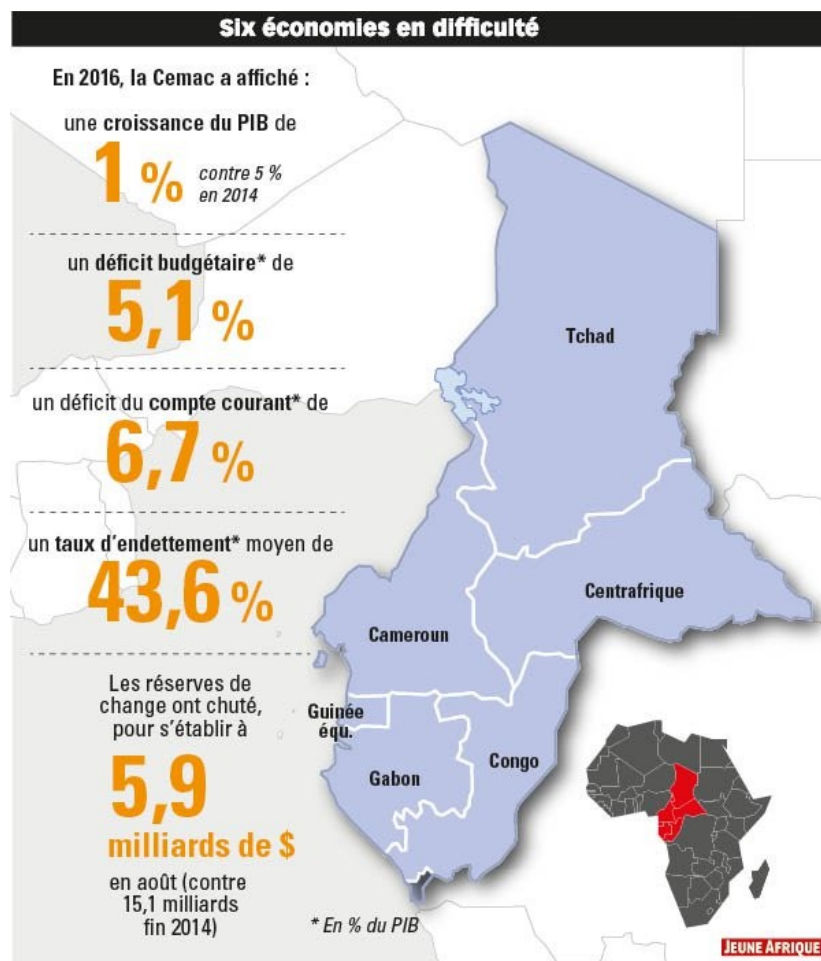 Six économies en difficulté
En 2016, la Cemac a affiché :
une croissance du PIB de
1 %
contre 5 %
en 2014
un déficit budgétaire* de
5,1 %
un déficit du compte courant* de
6,7 %
un taux d'endettement* moyen de
43,6 %
Les réserves de
change ont chuté,
pour s'établir à
5,9
milliards de $
en août (contre
15,1 milliards
fin 2014)
* En % du PIB
Tchad
Centrafrique
Cameroun
Guinée
équ.
Gabon
Congo
JEUNE AFRIQUE